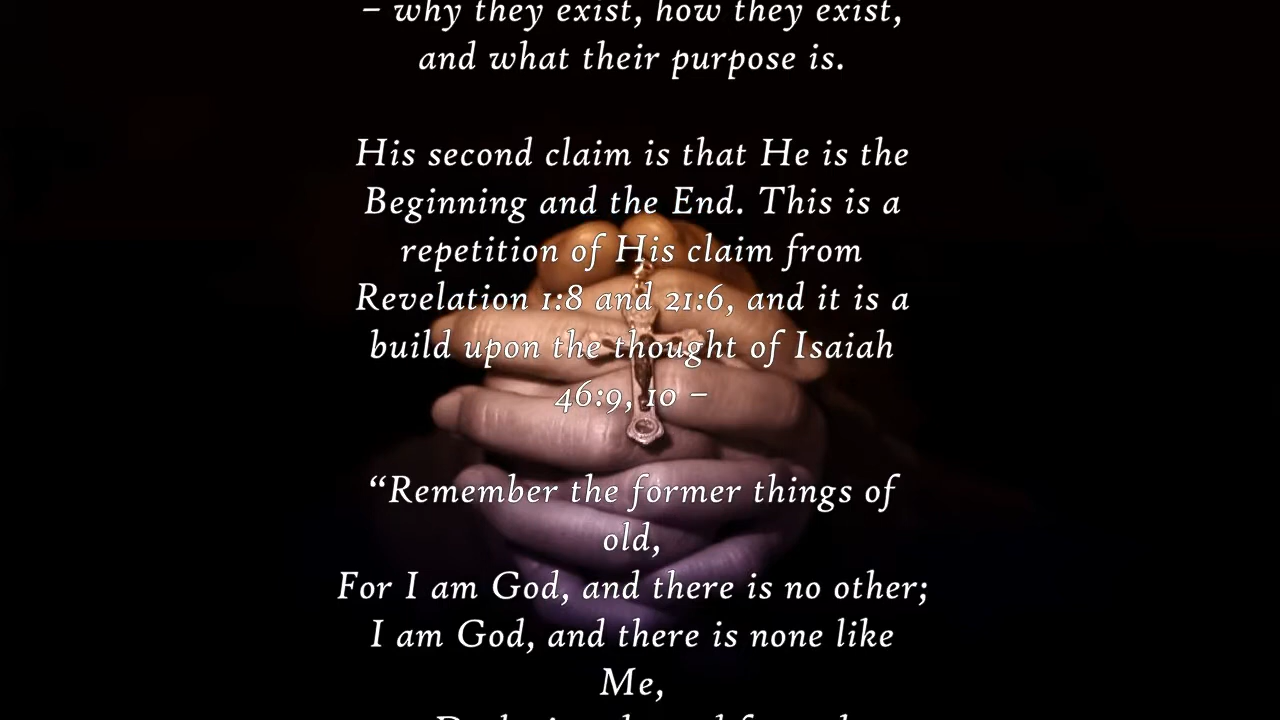 – why they exist, how they exist,
and what their purpose is.
His second claim is that He is the
Beginning and the End. This is a
repetition of His claim from
Revelation 1:8 and 21:6, and it is a
build upon the thought of Isaiah
46:9, 10 –
“Remember the former things of
old,
For I am God, and there is no other;
I am God, and there is none like
Me,